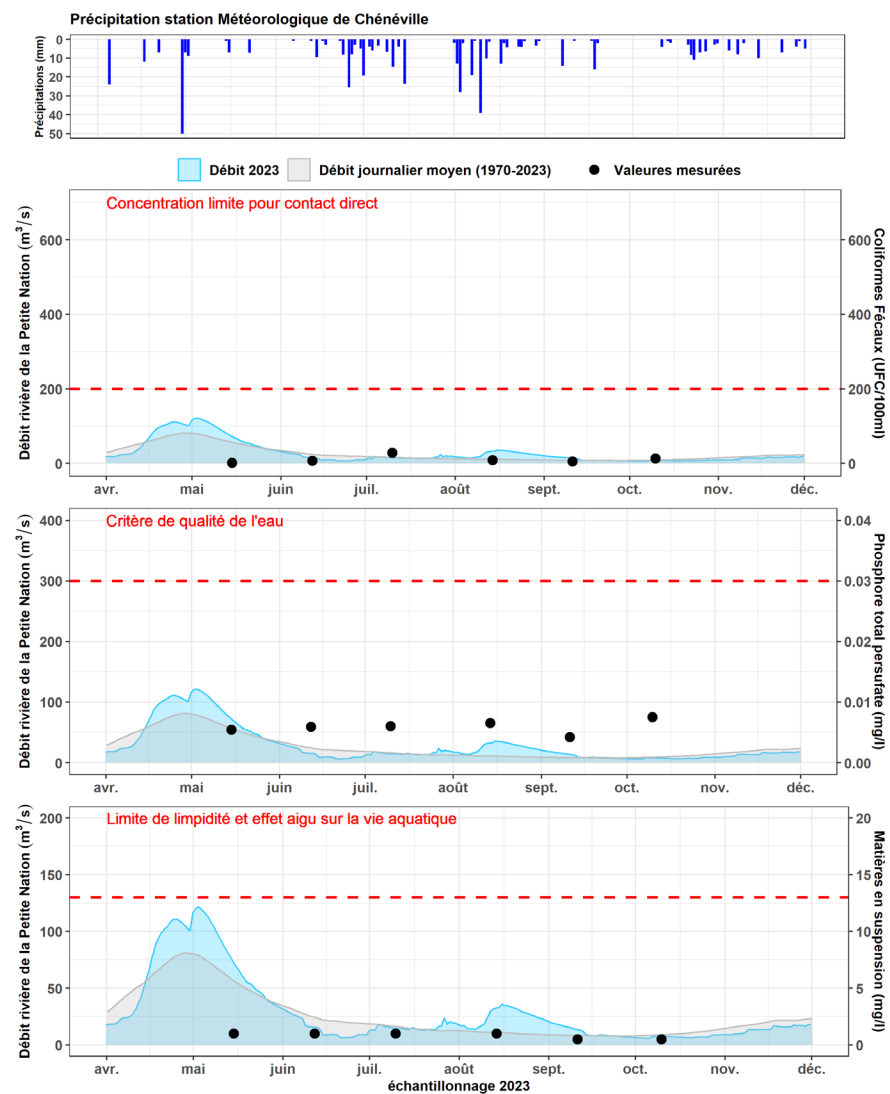 Précipitation station Météorologique de Chénéville
Précipitations (mm)
0
10
20
30
40
50
Débit 2023
Débit journalier moyen (1970-2023)
Valeures mesurées
Concentration limite pour contact direct
Débit rivière de la Petite Nation (m³/s)
600
400
200
0
600
400
200
0
Coliformes Fécaux (UFC/100ml)
avr. mai juin juil. août sept. oct. nov. déc.
Critère de qualité de l'eau
Débit rivière de la Petite Nation (m³/s)
400
300
200
100
0
0.04
0.03
0.02
0.01
0.00
Phosphore total persufate (mg/l)
avr. mai juin juil. août sept. oct. nov. déc.
Limite de limpidité et effet aigu sur la vie aquatique
Débit rivière de la Petite Nation (m³/s)
200
150
100
50
0
20
15
10
5
0
Matières en suspension (mg/l)
avr. mai juin juil. août sept. oct. nov. déc.
échantillonnage 2023